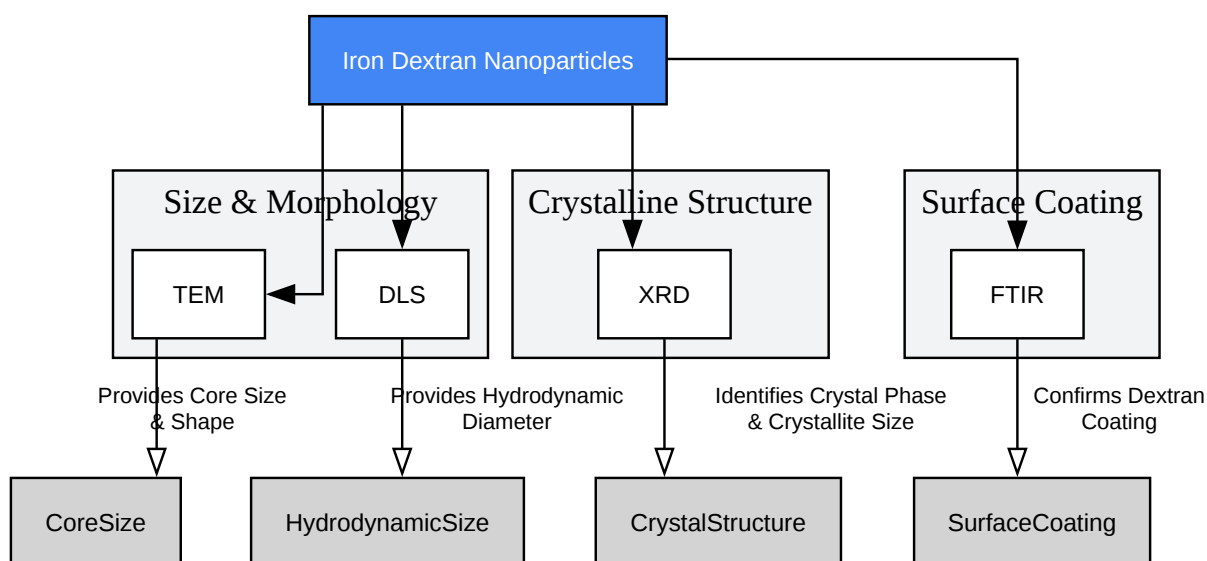 Iron Dextran Nanoparticles
Size & Morphology
Crystalline Structure
Surface Coating
TEM
DLS
XRD
FTIR
Provides Core Size
& Shape
Provides Hydrodynamic
Diameter
Identifies Crystal Phase
& Crystallite Size
Confirms Dextran
Coating
CoreSize
HydrodynamicSize
CrystalStructure
SurfaceCoating